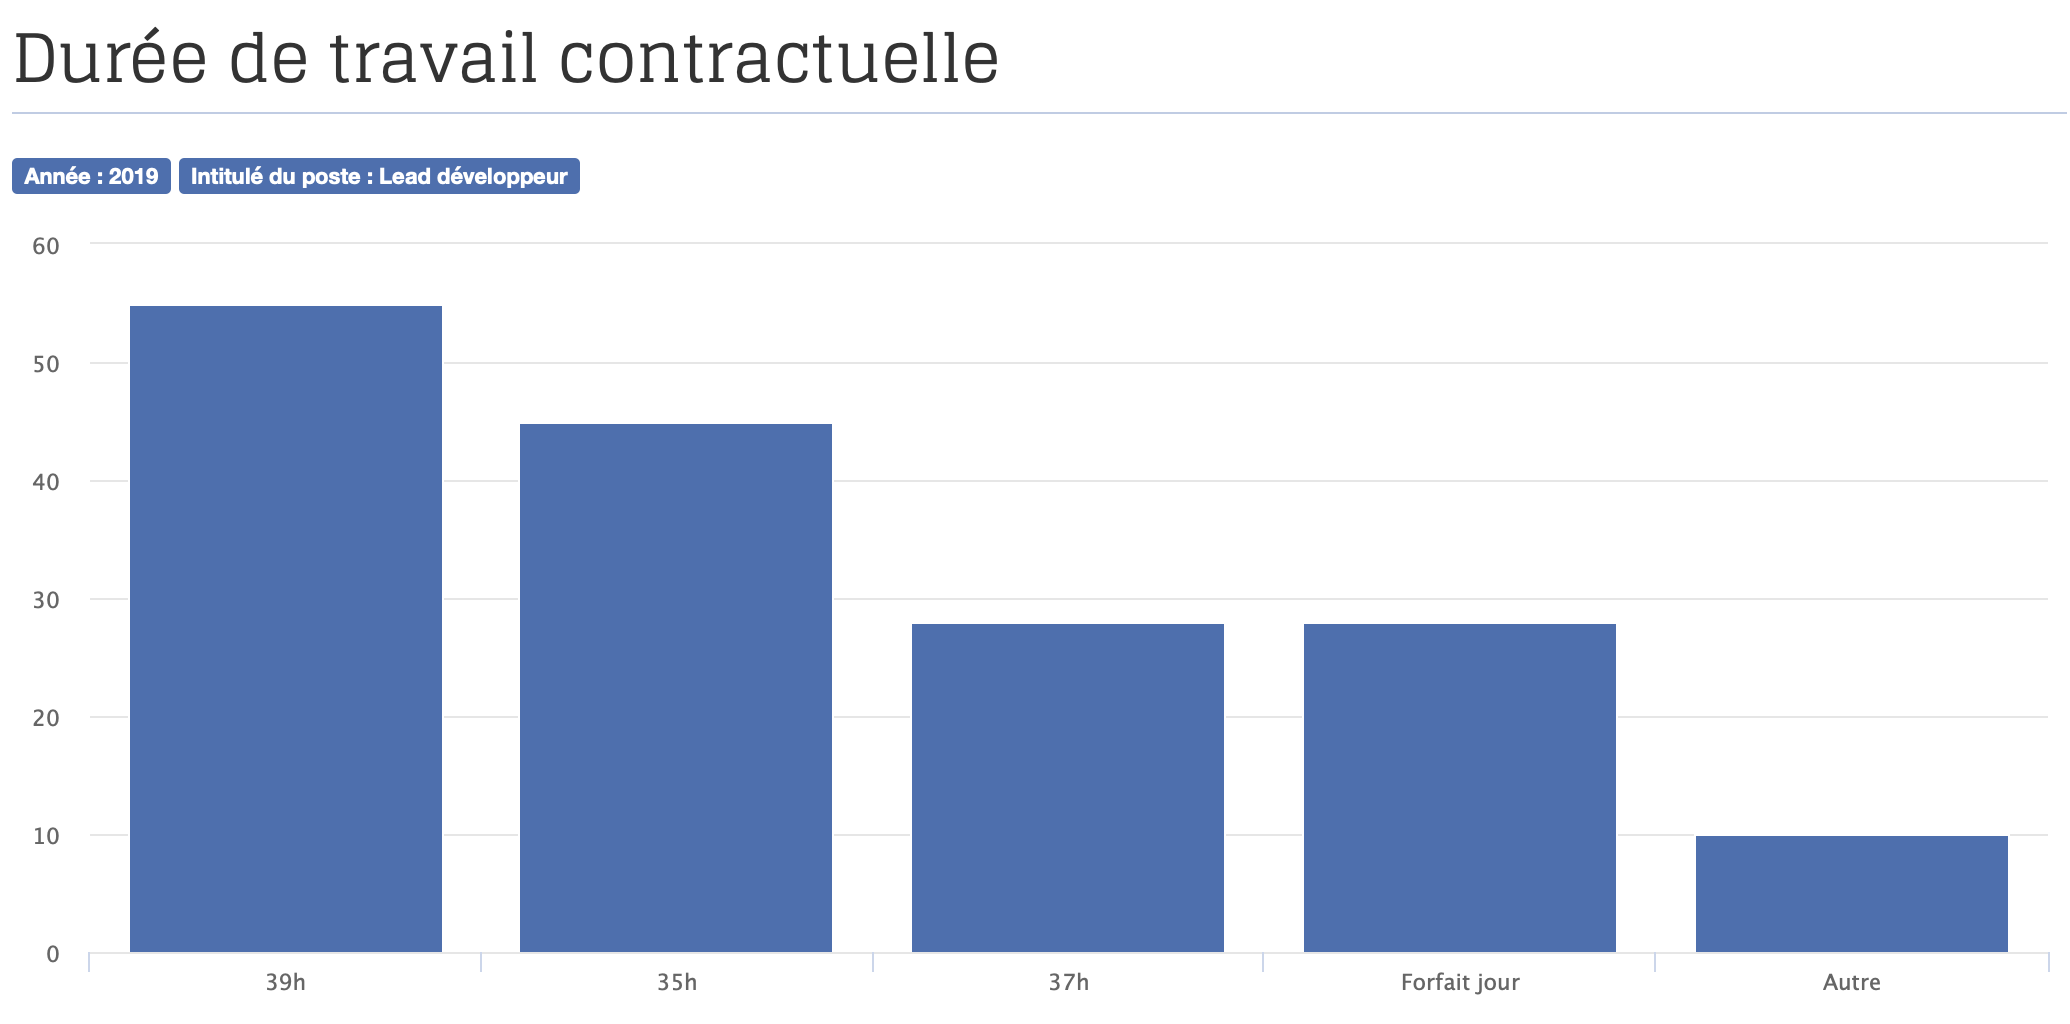 Durée de travail contractuelle
Année : 2019 Intitulé du poste : Lead développeur
60
50
40
30
20
10
0
39h 35h 37h Forfait jour Autre